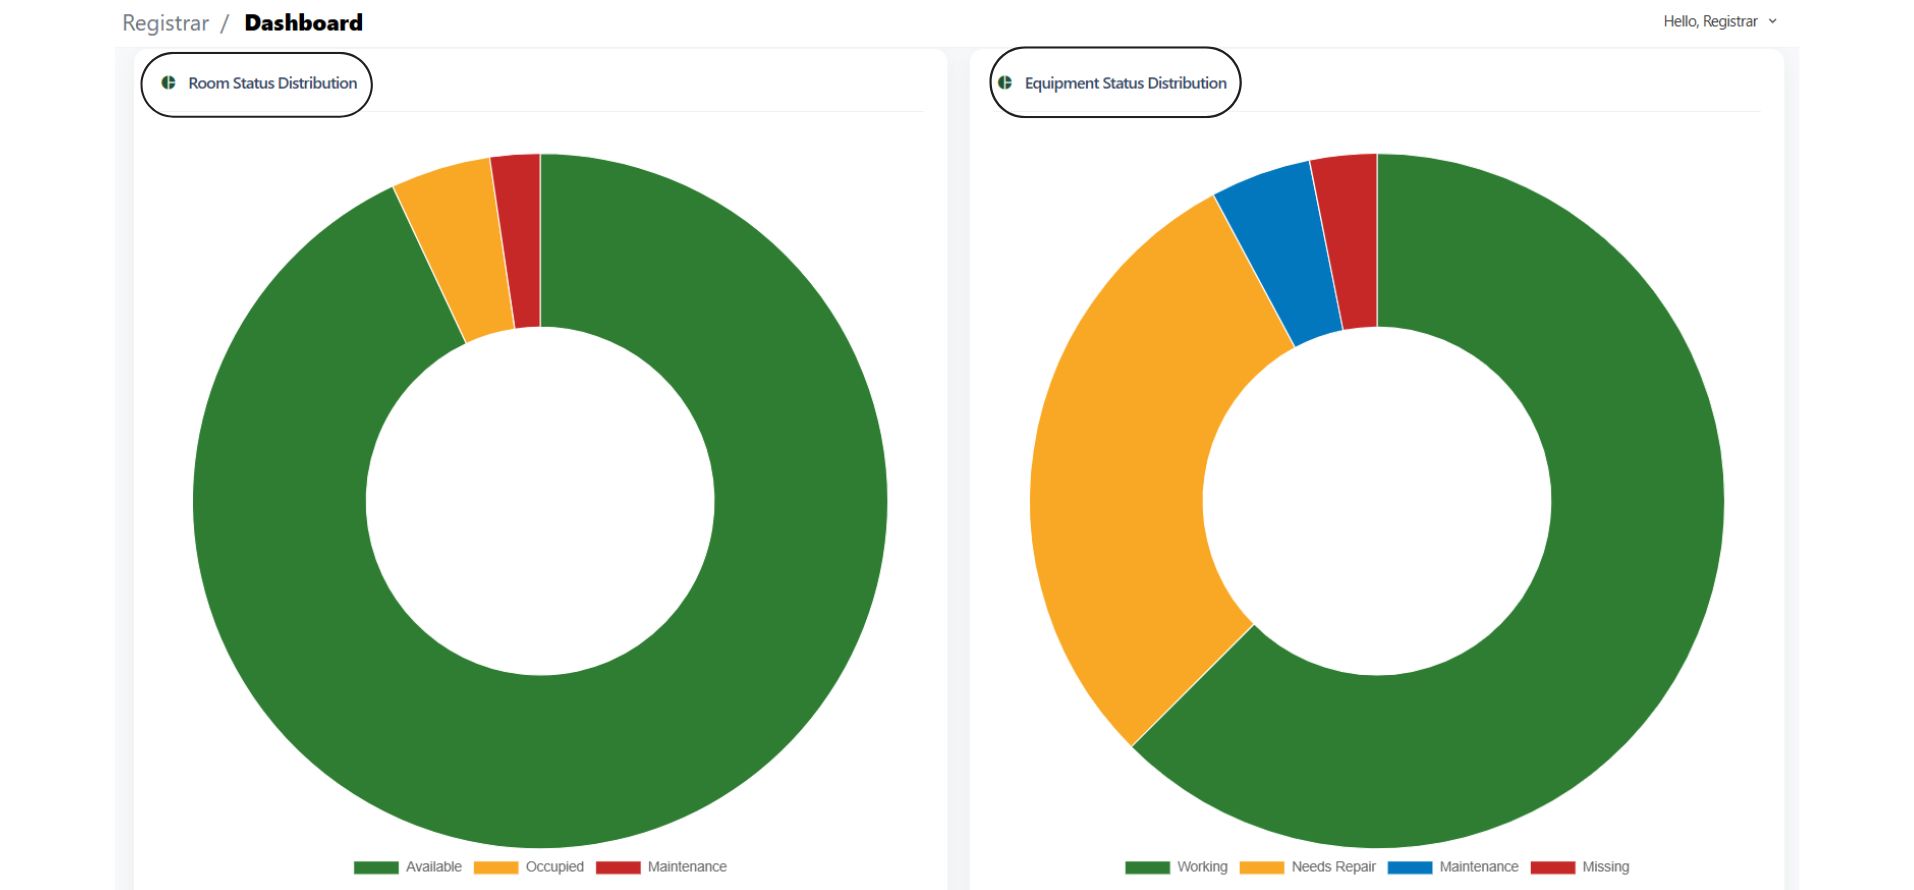 Registrar / Dashboard
Hello, Registrar
Room Status Distribution
Equipment Status Distribution
Available Occupied Maintenance
Working Needs Repair Maintenance Missing